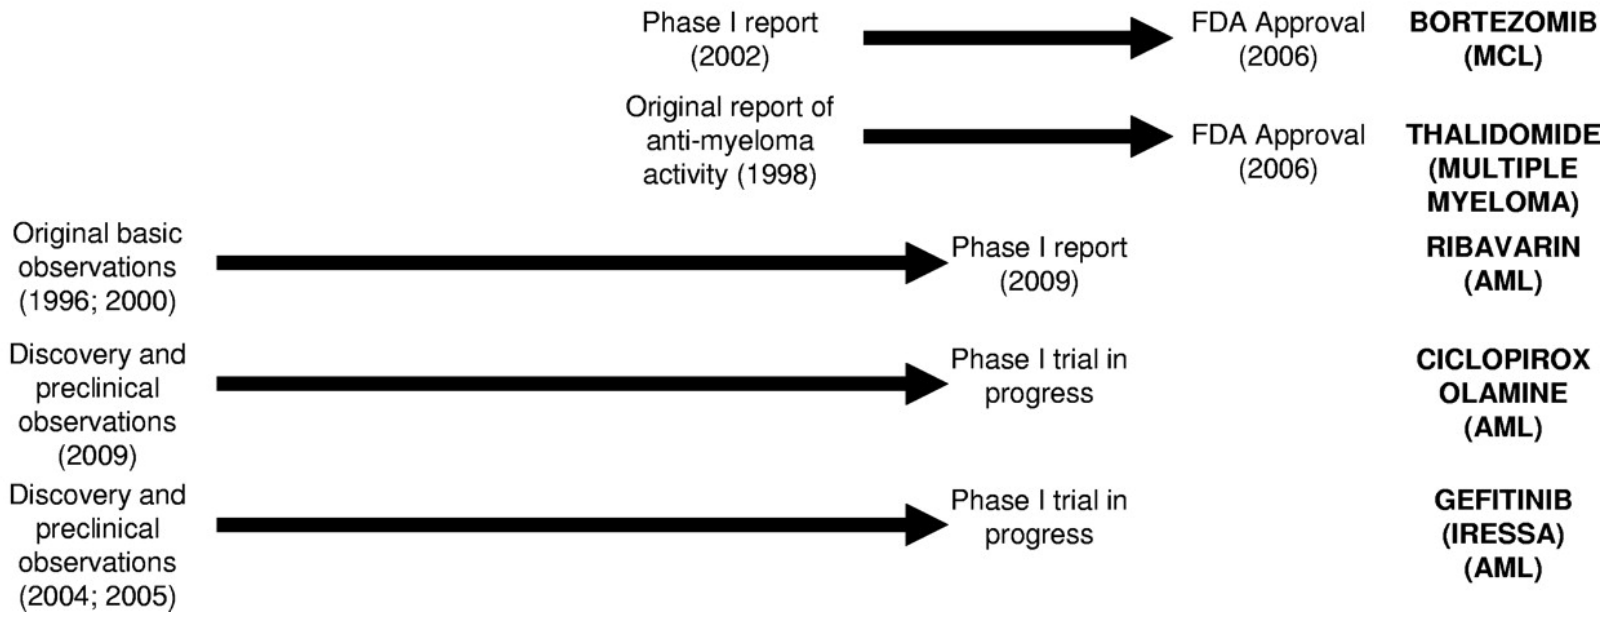 Phase I report
(2002)
FDA Approval
(2006)
BORTEZOMIB
(MCL)
Original report of
anti-myeloma
activity (1998)
FDA Approval
(2006)
THALIDOMIDE
(MULTIPLE
MYELOMA)
Original basic
observations
(1996; 2000)
Phase I report
(2009)
RIBAVARIN
(AML)
Discovery and
preclinical
observations
(2009)
Phase I trial in
progress
CICLOPIROX
OLAMINE
(AML)
Discovery and
preclinical
observations
(2004; 2005)
Phase I trial in
progress
GEFITINIB
(IRESSA)
(AML)